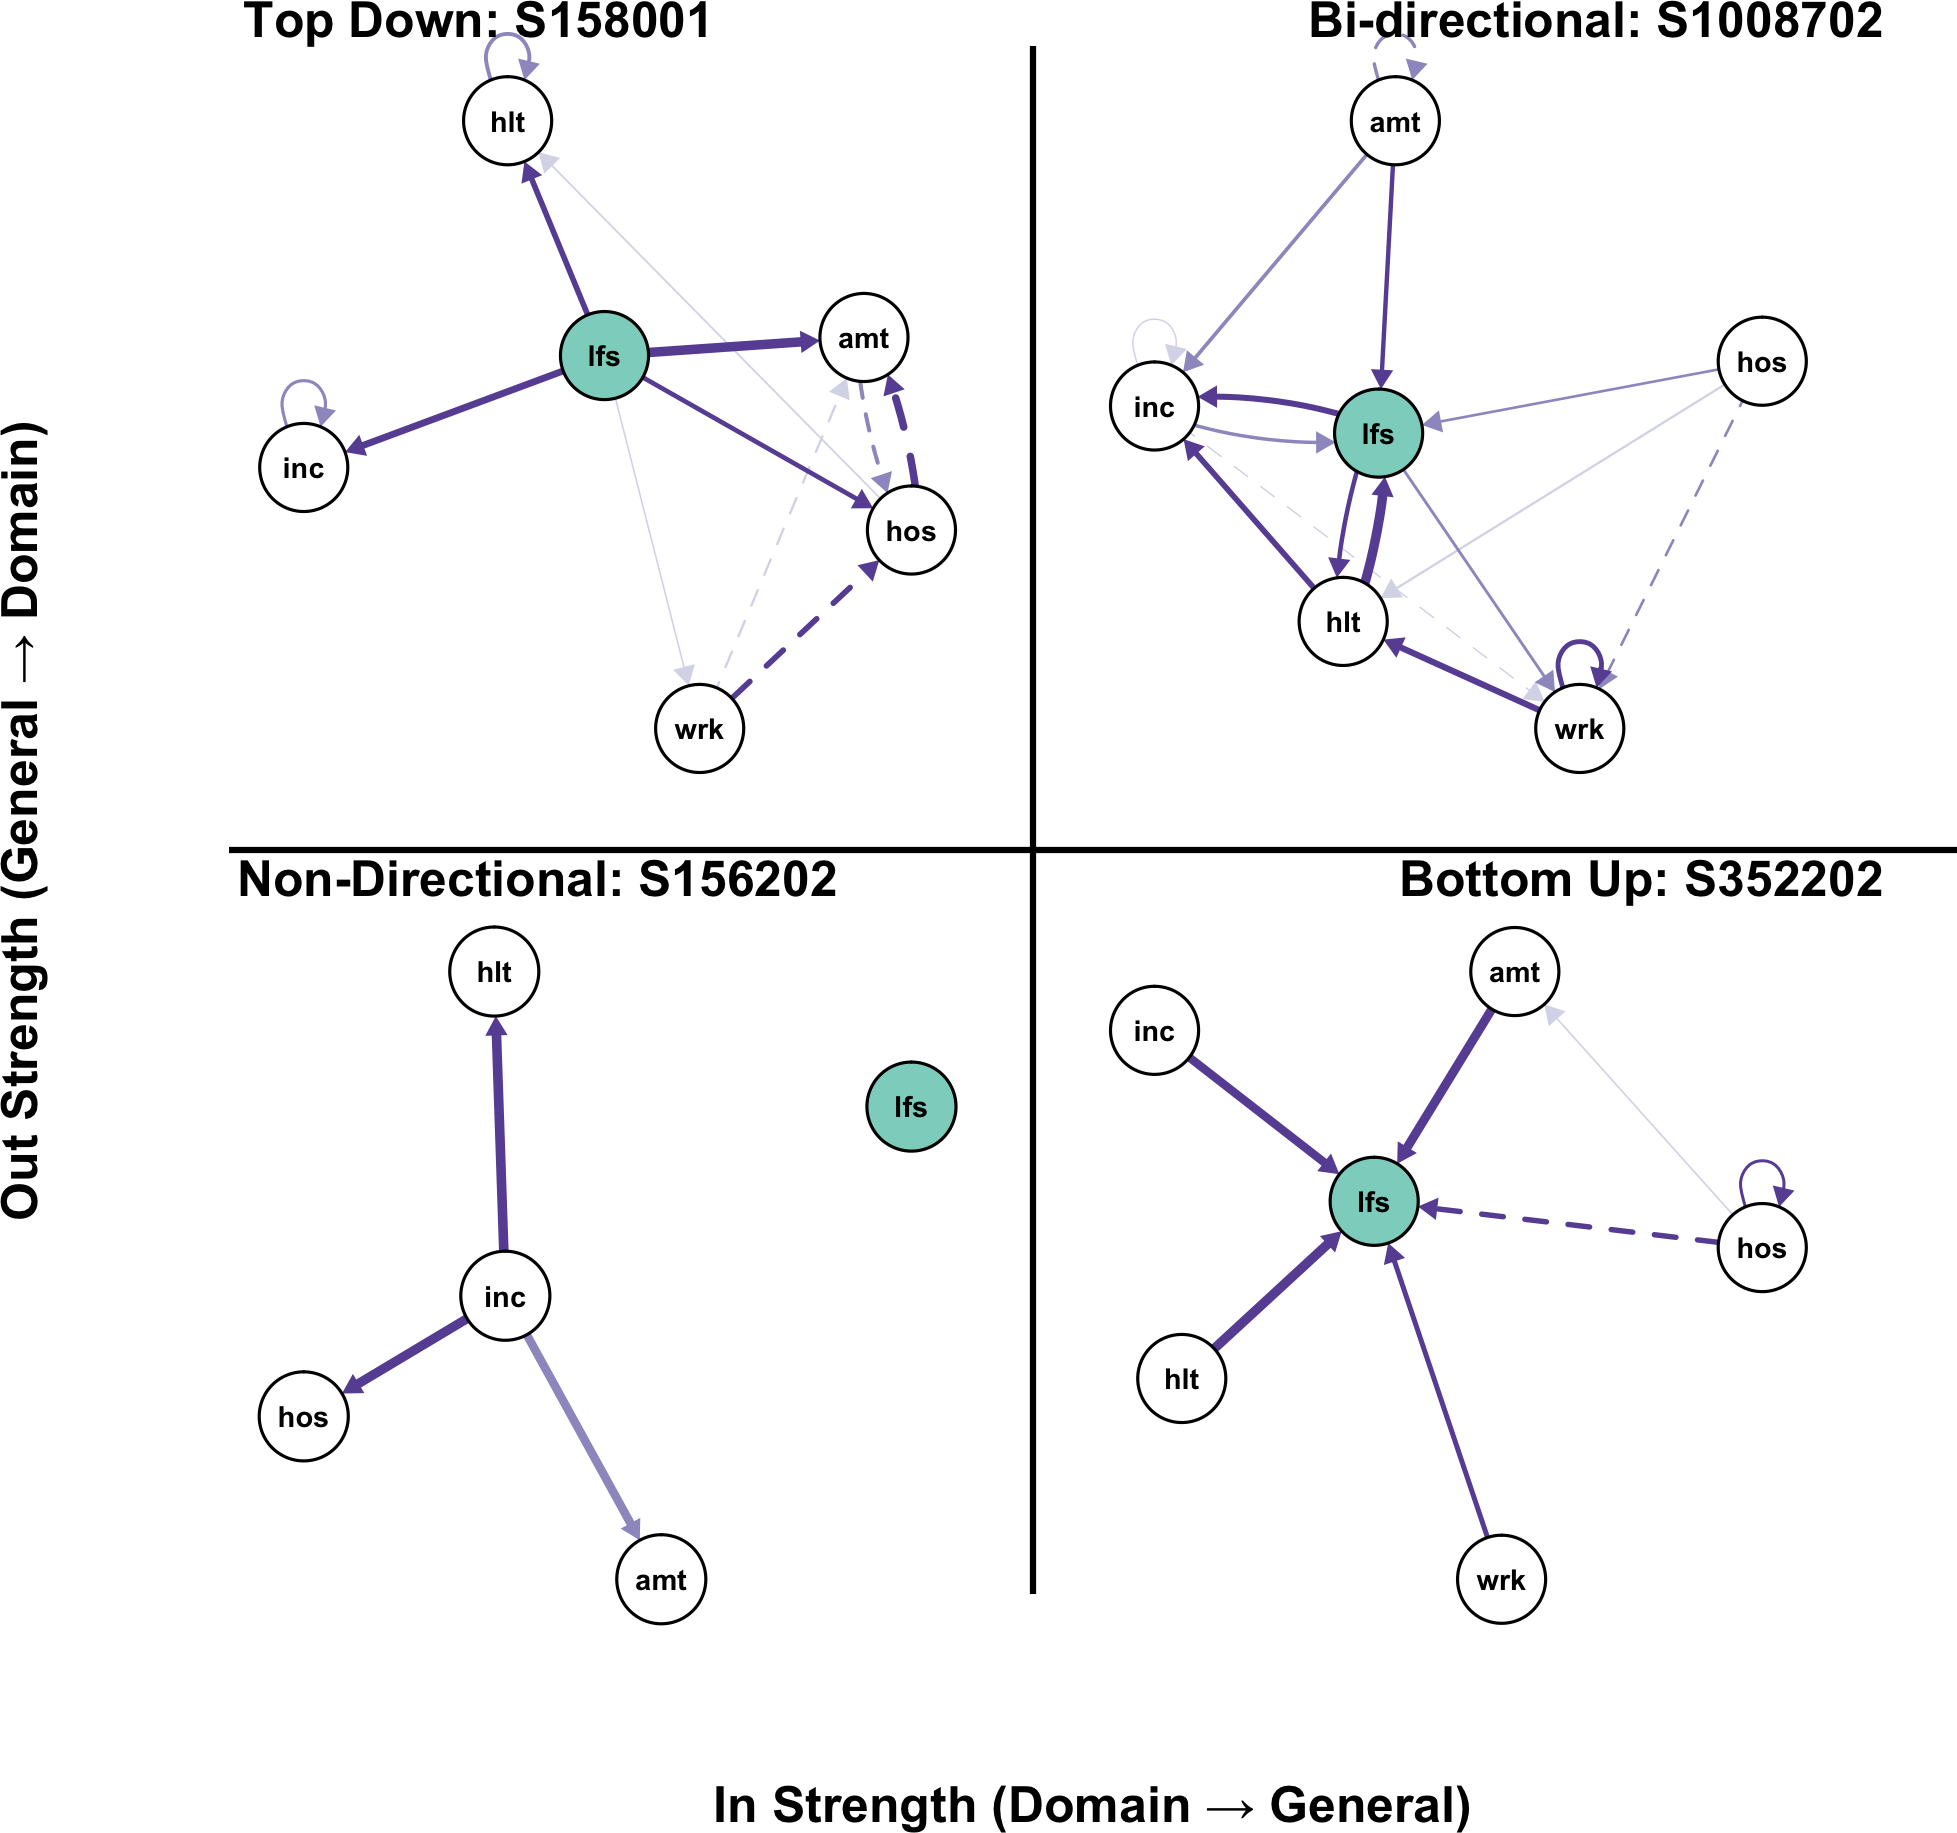 Top Down: S158001
Bi-directional: S1008702
hlt
lfs
amt
inc
hos
wrk
amt
hos
inc
lfs
hlt
wrk
Out Strength (General → Domain)
Non-Directional: S156202
Bottom Up: S352202
hlt
lfs
inc
hos
amt
amt
inc
lfs
hos
hlt
wrk
In Strength (Domain → General)